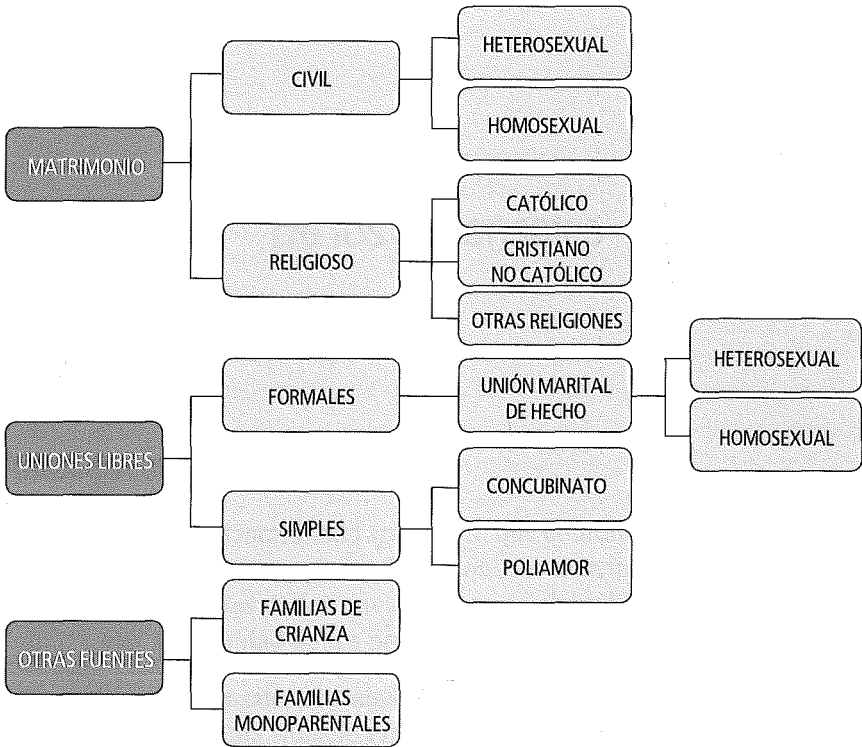 MATRIMONIO
CIVIL
HETEROSEXUAL
HOMOSEXUAL
RELIGIOSO
CATÓLICO
CRISTIANO
NO CATÓLICO
OTRAS RELIGIONES
UNIONES LIBRES
FORMALES
UNIÓN MARITAL
DE HECHO
HETEROSEXUAL
HOMOSEXUAL
SIMPLES
CONCUBINATO
POLIAMOR
OTRAS FUENTES
FAMILIAS DE
CRIANZA
FAMILIAS
MONOPARENTALES